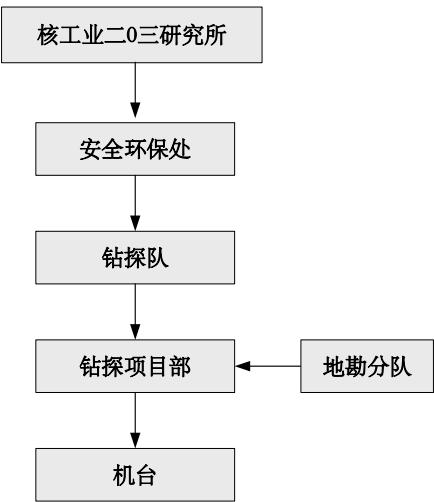 核工业二0三研究所
安全环保处
钻探队
钻探项目部
地勘分队
机台